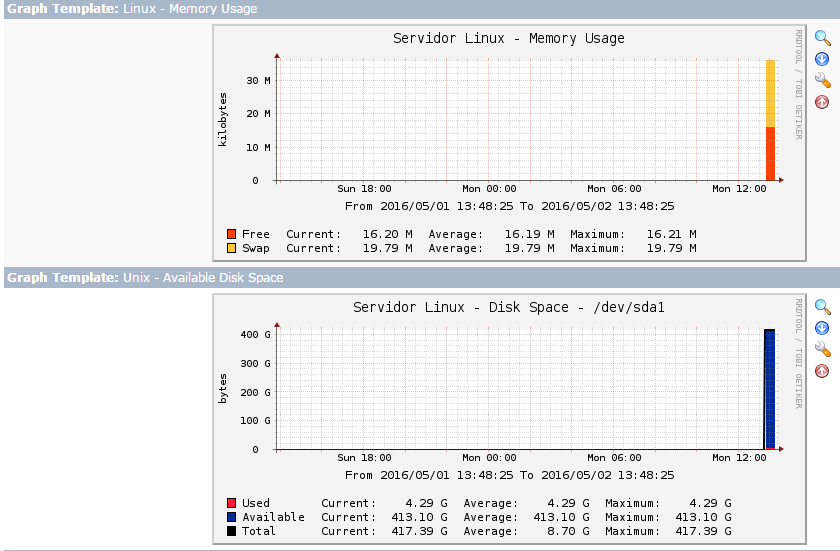 Graph Template: Linux - Memory Usage
Servidor Linux - Memory Usage
RRDTOOL / TOBI OETIKER
kilobytes
30 M
20 M
10 M
0
Sun 18:00 Mon 00:00 Mon 06:00 Mon 12:00
From 2016/05/01 13:48:25 To 2016/05/02 13:48:25
Free Current: 16.20 M Average: 16.19 M Maximum: 16.21 M
Swap Current: 19.79 M Average: 19.79 M Maximum: 19.79 M
Graph Template: Unix - Available Disk Space
Servidor Linux - Disk Space - /dev/sda1
RRDTOOL / TOBI OETIKER
bytes
400 G
300 G
200 G
100 G
0
Sun 18:00 Mon 00:00 Mon 06:00 Mon 12:00
From 2016/05/01 13:48:25 To 2016/05/02 13:48:25
Used Current: 4.29 G Average: 4.29 G Maximum: 4.29 G
Available Current: 413.10 G Average: 413.10 G Maximum: 413.10 G
Total Current: 417.39 G Average: 8.70 G Maximum: 417.39 G